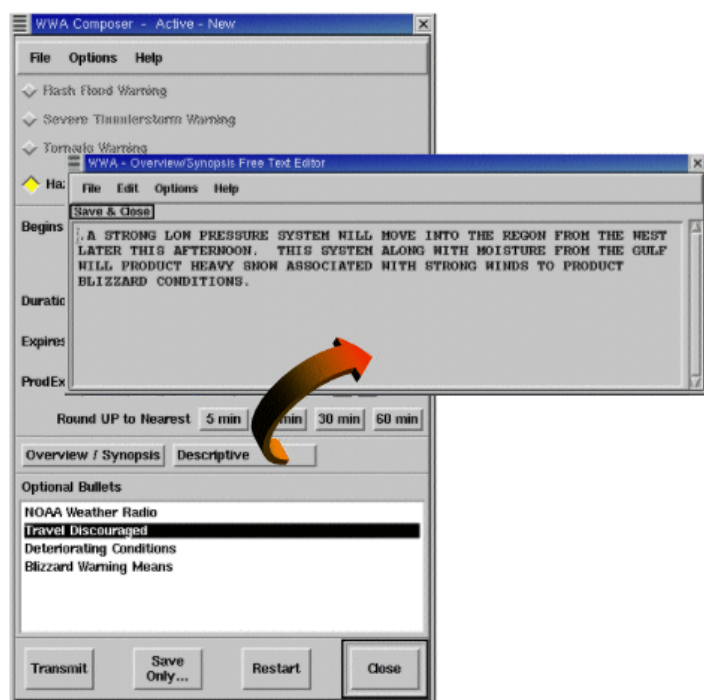 WWA Composer - Active - New
File Options Help
Flash Flood Warning
Severe Thunderstorm Warning
Tornado Warning
WWA - Overview/Synopsis Free Text Editor
Ha
File Edit Options Help
Save & Close
Begins
.A STRONG LOW PRESSURE SYSTEM WILL MOVE INTO THE REGON FROM THE WEST
LATER THIS AFTERNOON. THIS SYSTEM ALONG WITH MOISTURE FROM THE GULF
WILL PRODUCT HEAVY SNOW ASSOCIATED WITH STRONG WINDS TO PRODUCT
BLIZZARD CONDITIONS.
Duratio
Expires
ProdEx
Round UP to Nearest 5 min min 30 min 60 min
Overview / Synopsis Descriptive
Optional Bullets
NOAA Weather Radio
Travel Discouraged
Deteriorating Conditions
Blizzard Warning Means
Transmit Save Only... Restart Close